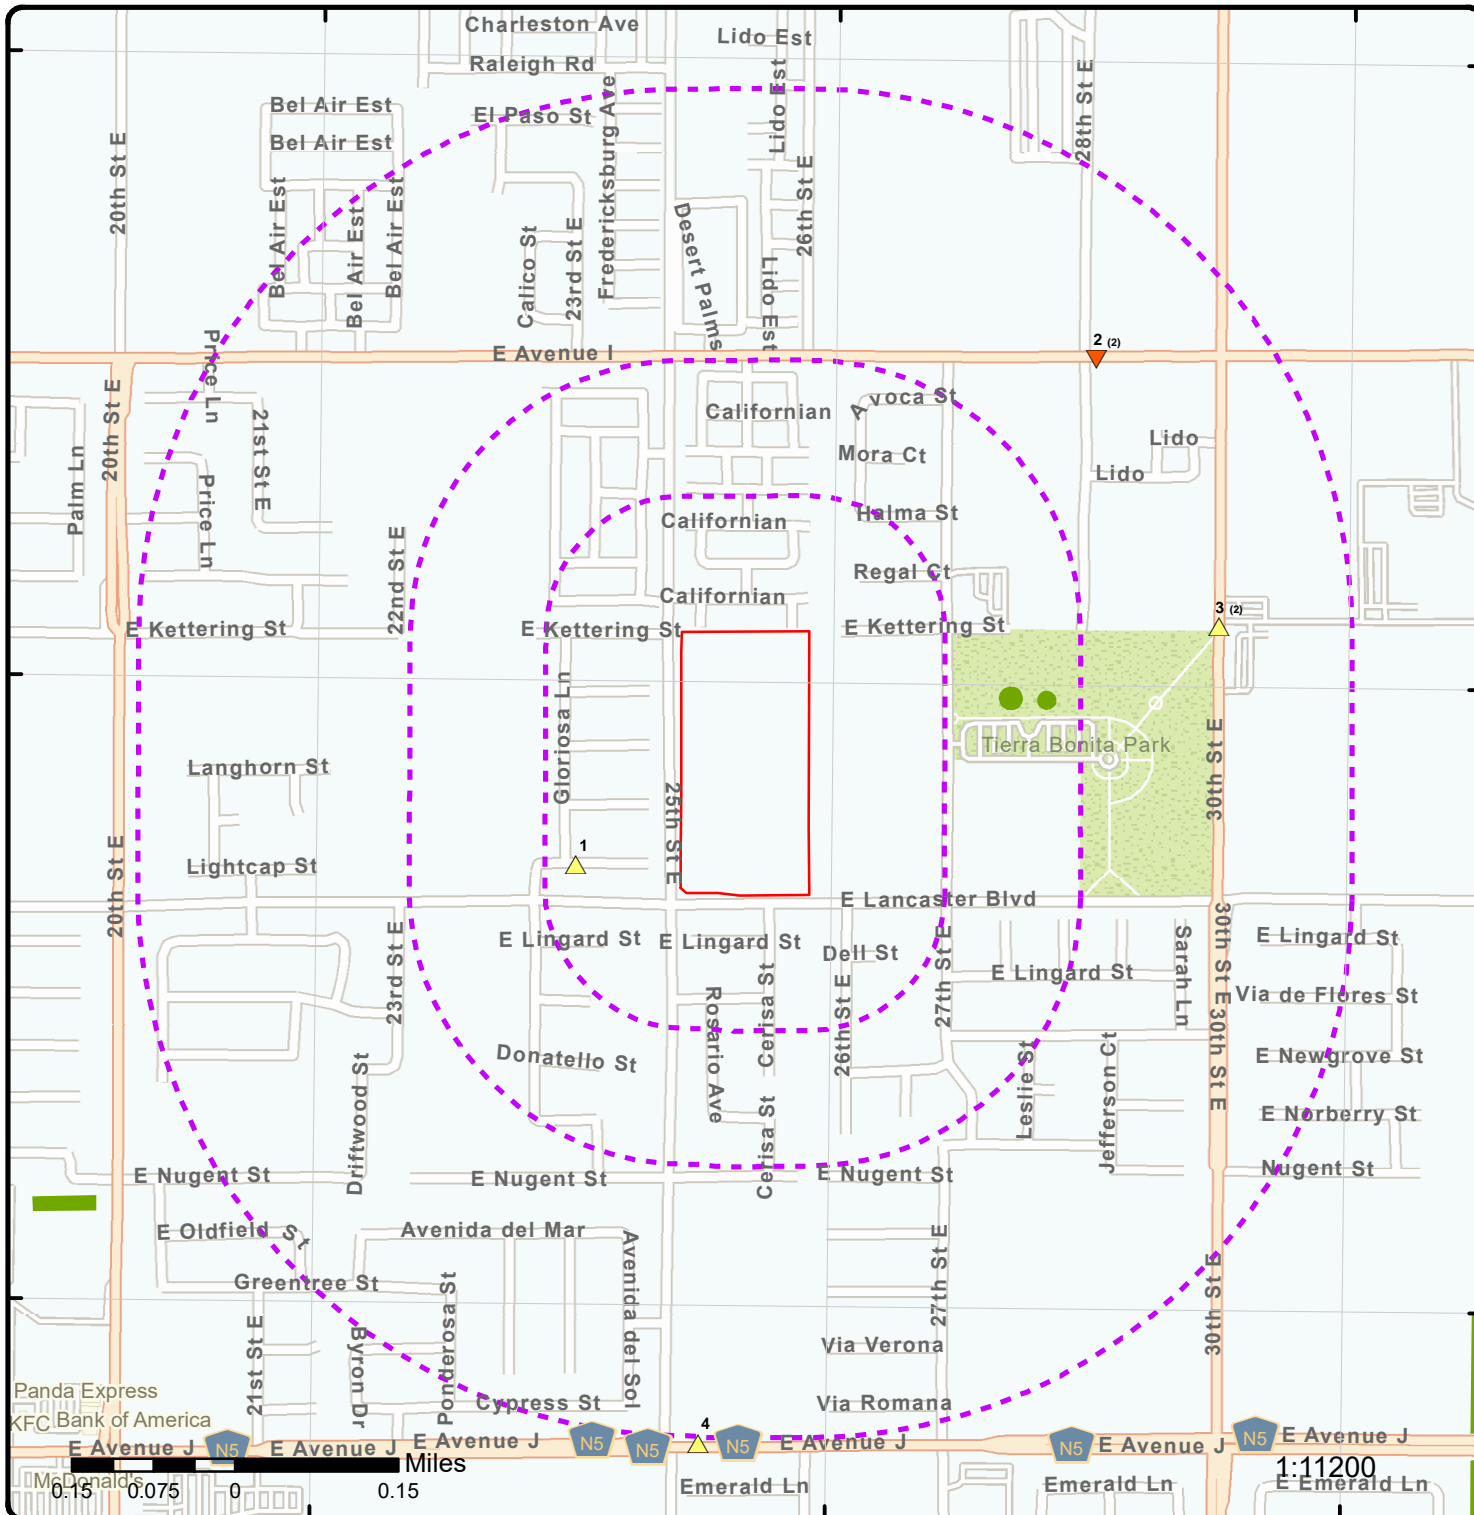 Charleston Ave
Lido Est
Raleigh Rd
28th St E
Lido Est
Fredericksburg Ave
Bel Air Est
El Paso St
Bel Air Est
20th St E
26th St E
Bel Air Est
Bel Air Est
Bel Air Est
Calico St
23rd St E
Desert Palms
Lido Est
Price Ln
E Avenue I
2 (2)
20th St E
21st St E
Californian
Avoca St
Palm Ln
Price Ln
Mora Ct
Lido
Lido
22nd St E
Californian
Halma St
Regal Ct
Californian
3 (2)
E Kettering St
E Kettering St
E Kettering St
Gloriosa Ln
Tierra Bonita Park
30th St E
Langhorn St
25th St E
1
Lightcap St
20th St E
E Lancaster Blvd
23rd St E
E Lingard St
E Lingard St
Dell St
27th St E
E Lingard St
Sarah Ln
30th St E
E Lingard St
Rosario Ave
Cerisa St
26th St E
Via de Flores St
Donatello St
Leslie St
Jefferson Ct
30th St E
E Newgrove St
Driftwood St
Cerisa St
E Norberry St
E Nugent St
E Nugent St
E Nugent St
Nugent St
E Oldfield St
Avenida del Mar
27th St E
30th St E
Greentree St
Ponderosa St
Avenida del Sol
21st St E
Byron Dr
Via Verona
Panda Express
Cypress St
Via Romana
KFC
Bank of America
4
E Avenue J
N5
E Avenue J
E Avenue J
N5
N5
N5
E Avenue J
N5
E Avenue J
N5
E Avenue J
Miles
McDonald's
0.15
0.075
0
0.15
Emerald Ln
Emerald Ln
1:11200
E Emerald Ln